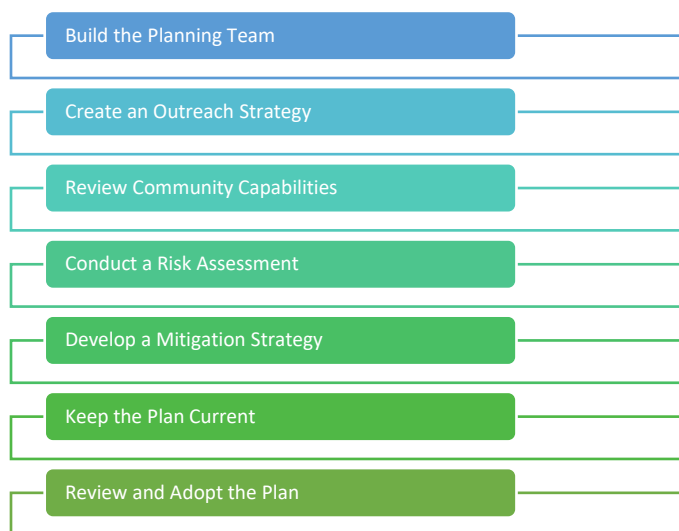 Build the Planning Team
Create an Outreach Strategy
Review Community Capabilities
Conduct a Risk Assessment
Develop a Mitigation Strategy
Keep the Plan Current
Review and Adopt the Plan